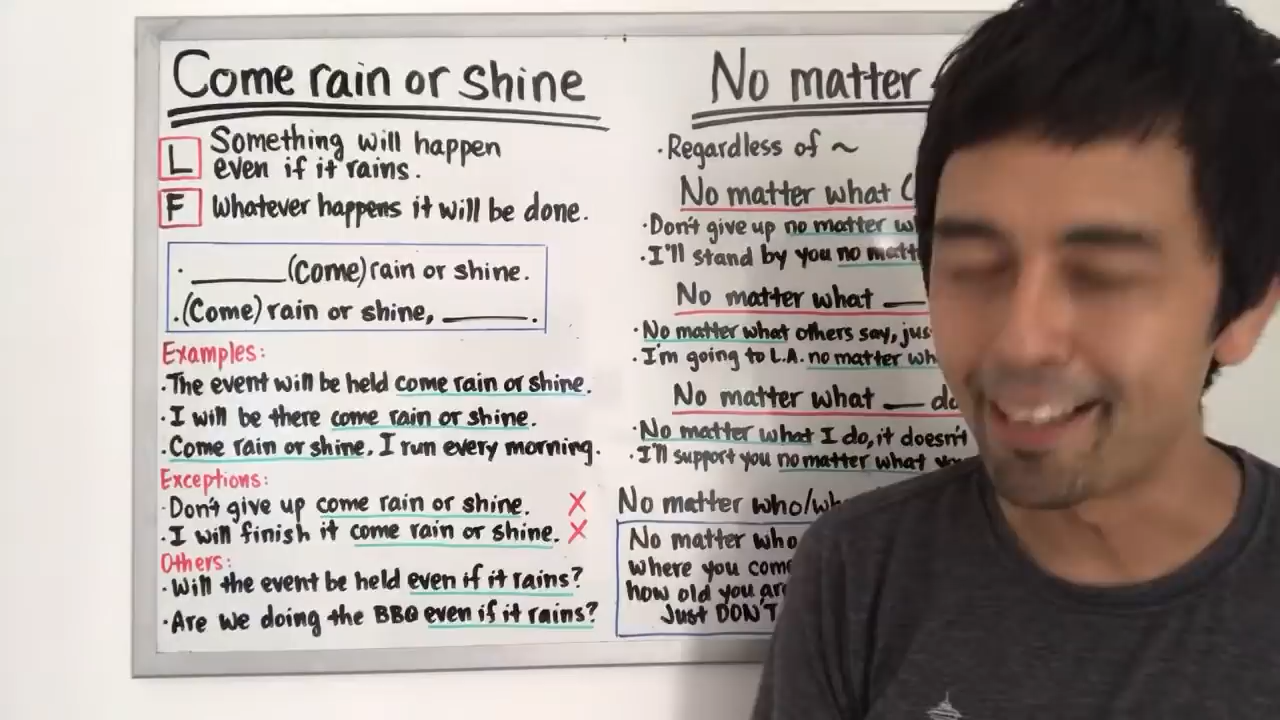 Come rain or shine
L Something will happen
even if it rains.
F Whatever happens it will be done.
· ______(Come) rain or shine.
·(Come) rain or shine, ______.
Examples:
·The event will be held come rain or shine.
·I will be there come rain or shine.
·Come rain or shine, I run every morning.
Exceptions:
·Don't give up come rain or shine. X
·I will finish it come rain or shine. X
Others:
·Will the event be held even if it rains?
·Are we doing the BBQ even if it rains?
No matter
·Regardless of ~
No matter what (
·Don't give up no matter
·I'll stand by you no
No matter what ___
·No matter what others say,
·I'm going to L.A. no matter
No matter what ___
·No matter what I do, it doesn't
·I'll support you no matter what
No matter who/
No matter who
where you
how old you
Just DON'T